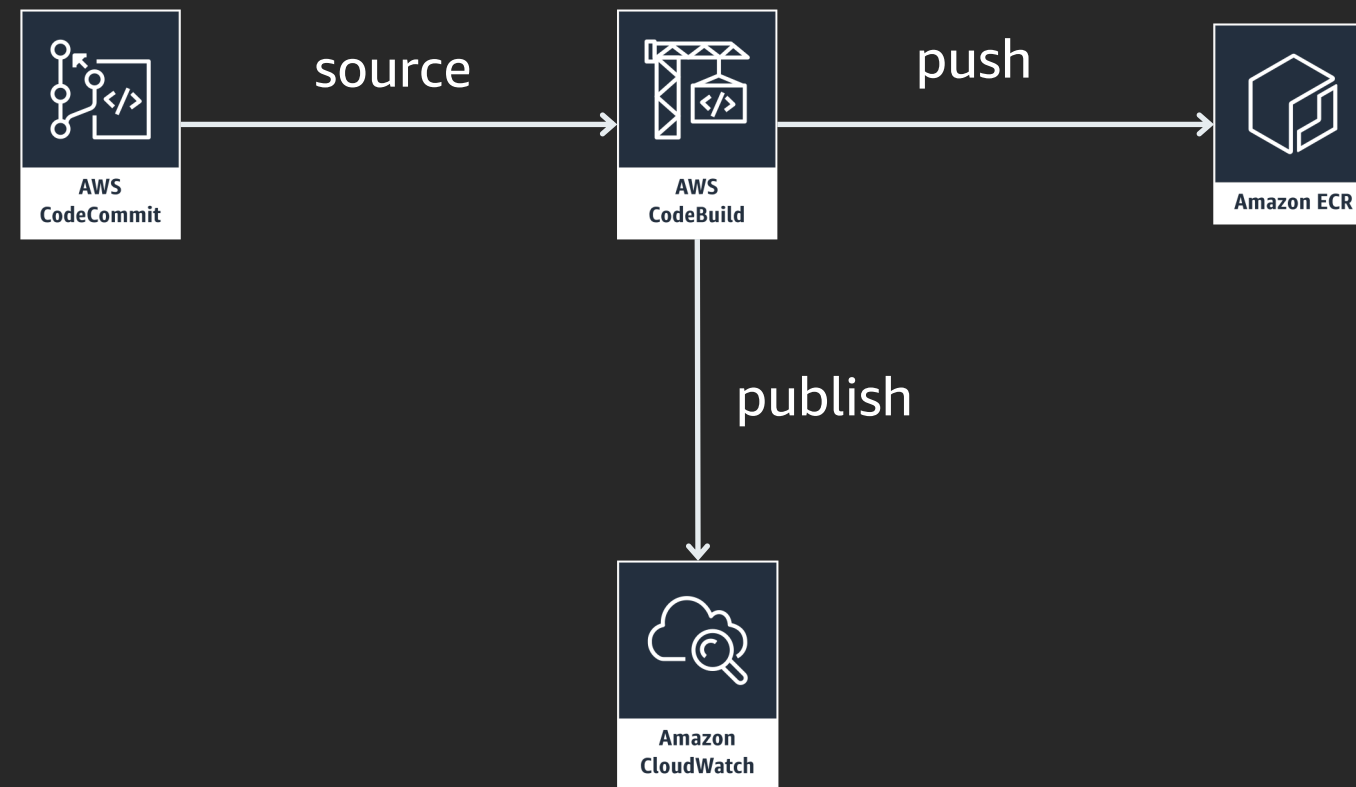 source
push
</>
</>
AWS
CodeCommit
AWS
CodeBuild
Amazon ECR
publish
Amazon
CloudWatch